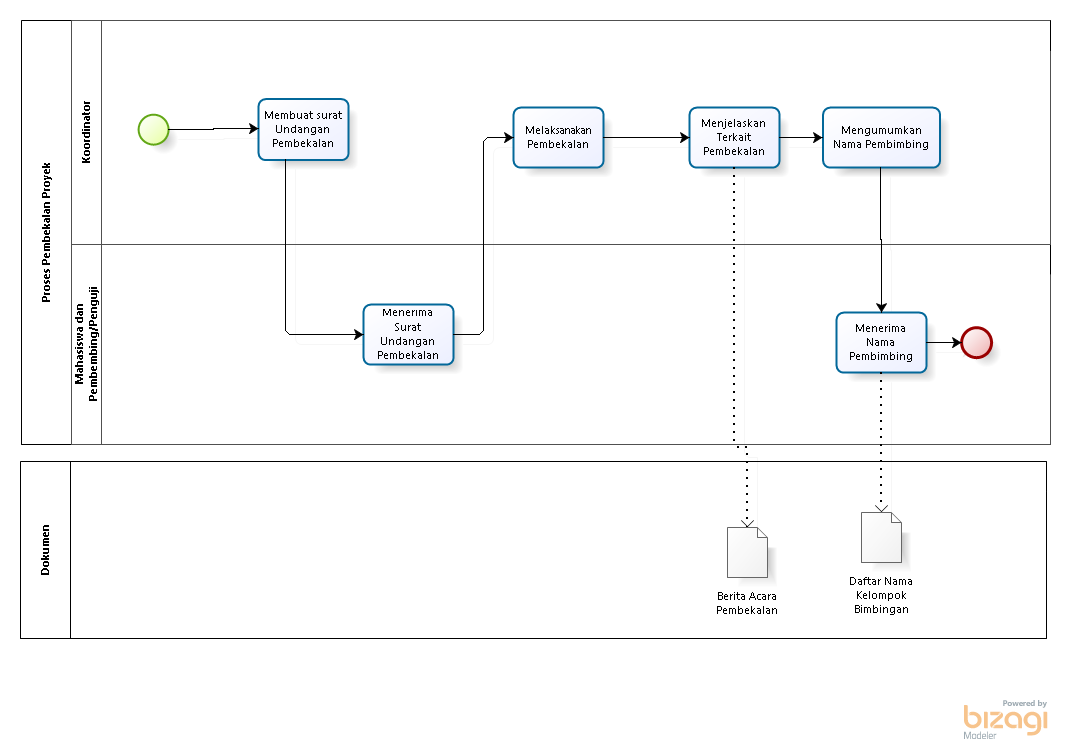 Proses Pembekalan Proyek
Koordinator
Membuat surat
Undangan
Pembekalan
Melaksanakan
Pembekalan
Menjelaskan
Terkait
Pembekalan
Mengumumkan
Nama Pembimbing
Mahasiswa dan
Pembembing/Penguji
Menerima
Surat
Undangan
Pembekalan
Menerima
Nama
Pembimbing
Dokumen
Berita Acara
Pembekalan
Daftar Nama
Kelompok
Bimbingan
Powered by
bizagi
Modeler